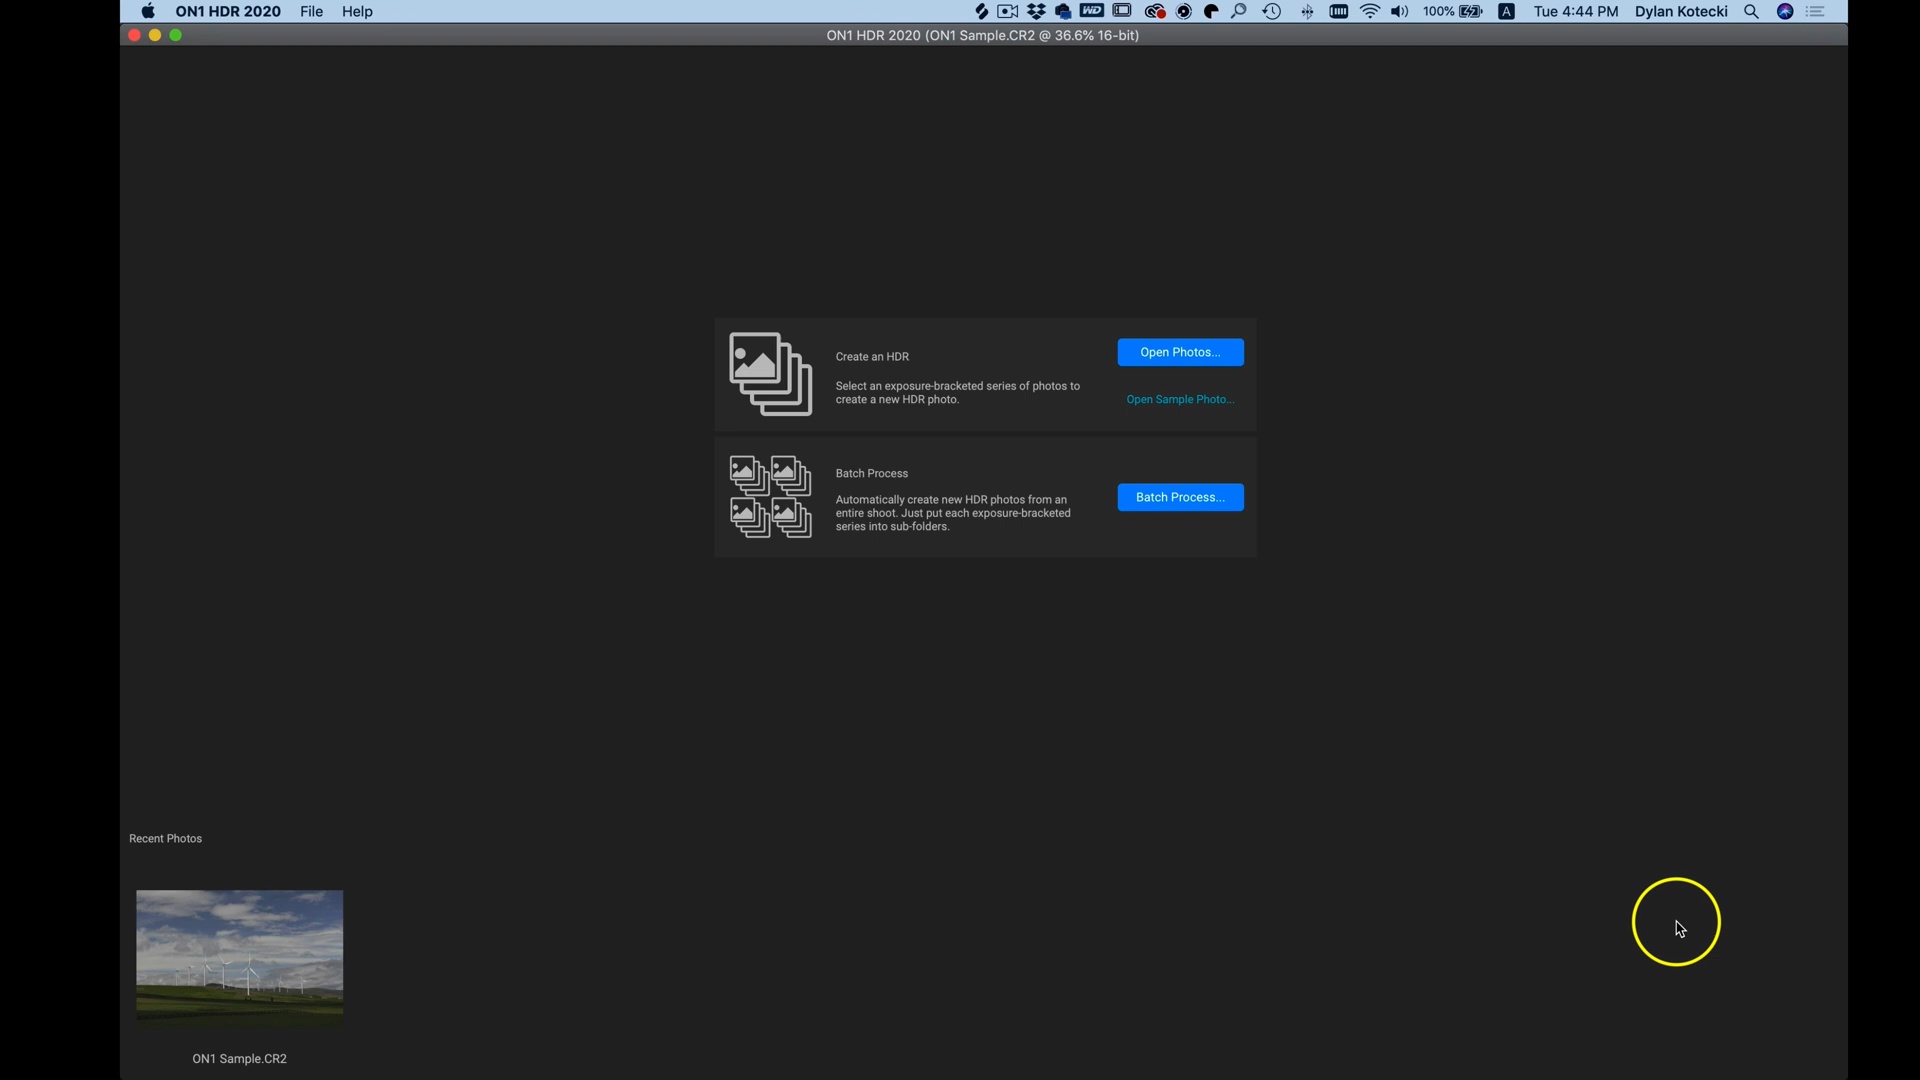 ON1 HDR 2020 File Help WD 100% A Tue 4:44 PM Dylan Kotecki
ON1 HDR 2020 (ON1 Sample.CR2 @ 36.6% 16-bit)
Create an HDR
Select an exposure-bracketed series of photos to
create a new HDR photo.
Open Photos...
Open Sample Photo...
Batch Process
Automatically create new HDR photos from an
entire shoot. Just put each exposure-bracketed
series into sub-folders.
Batch Process...
Recent Photos
ON1 Sample.CR2